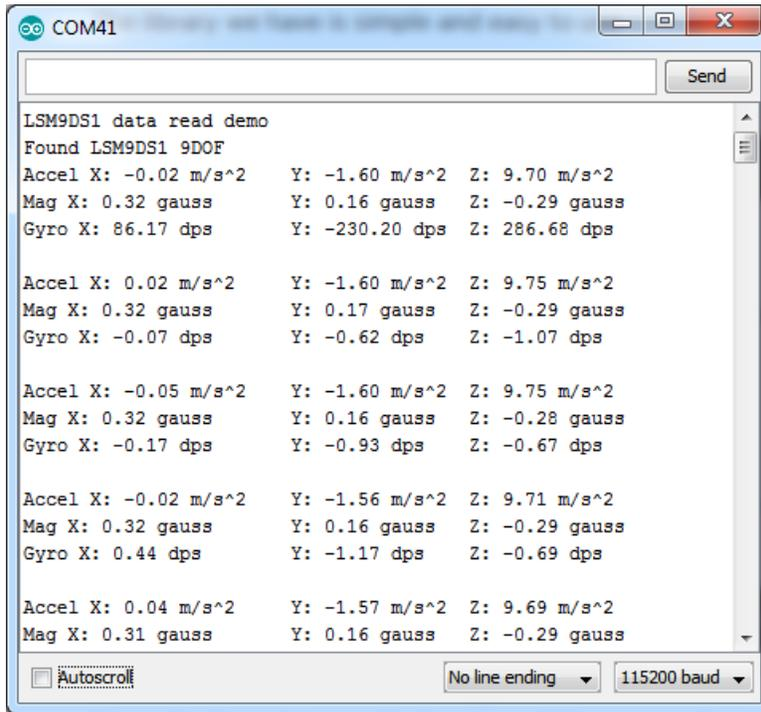 COM41
Send
LSM9DS1 data read demo
Found LSM9DS1 9DOF
Accel X: -0.02 m/s^2 Y: -1.60 m/s^2 Z: 9.70 m/s^2
Mag X: 0.32 gauss Y: 0.16 gauss Z: -0.29 gauss
Gyro X: 86.17 dps Y: -230.20 dps Z: 286.68 dps
Accel X: 0.02 m/s^2 Y: -1.60 m/s^2 Z: 9.75 m/s^2
Mag X: 0.32 gauss Y: 0.17 gauss Z: -0.29 gauss
Gyro X: -0.07 dps Y: -0.62 dps Z: -1.07 dps
Accel X: -0.05 m/s^2 Y: -1.60 m/s^2 Z: 9.75 m/s^2
Mag X: 0.32 gauss Y: 0.16 gauss Z: -0.28 gauss
Gyro X: -0.17 dps Y: -0.93 dps Z: -0.67 dps
Accel X: -0.02 m/s^2 Y: -1.56 m/s^2 Z: 9.71 m/s^2
Mag X: 0.32 gauss Y: 0.16 gauss Z: -0.29 gauss
Gyro X: 0.44 dps Y: -1.17 dps Z: -0.69 dps
Accel X: 0.04 m/s^2 Y: -1.57 m/s^2 Z: 9.69 m/s^2
Mag X: 0.31 gauss Y: 0.16 gauss Z: -0.29 gauss
Autoscroll No line ending 115200 baud